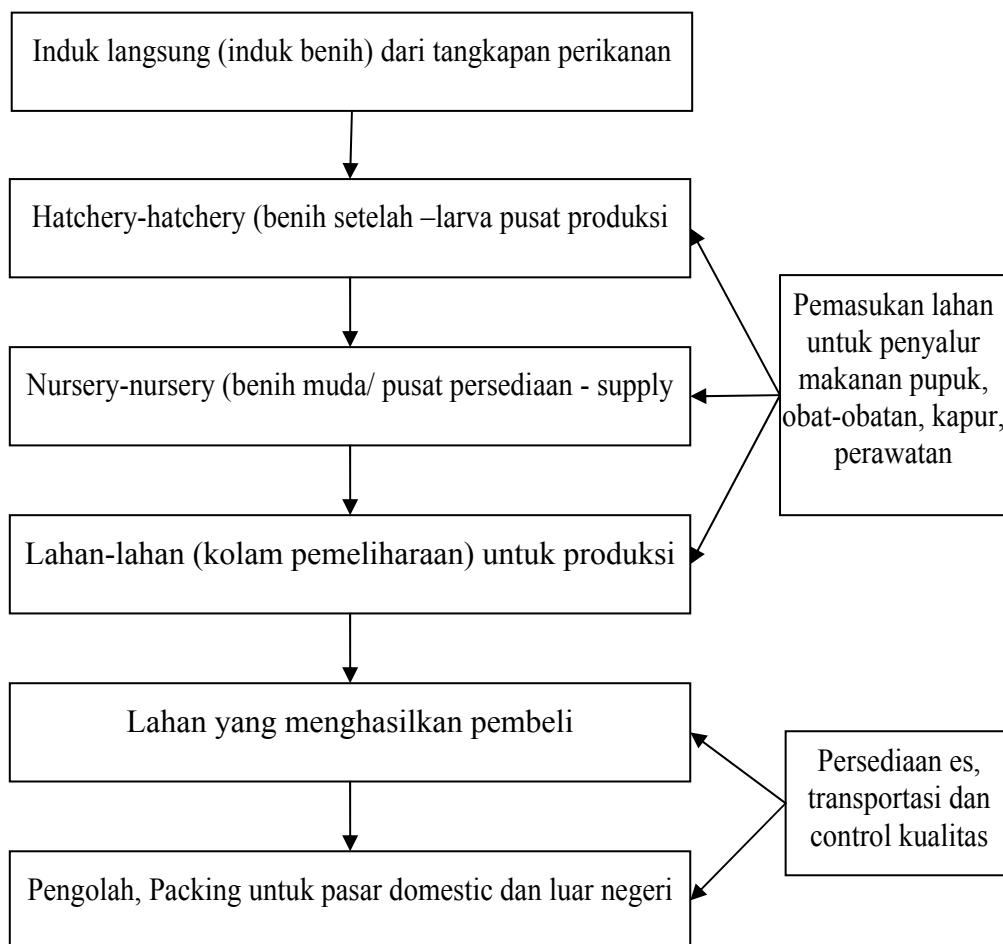 Induk langsung (induk benih) dari tangkapan perikanan
Hatchery-hatchery (benih setelah –larva pusat produksi
Nursery-nursery (benih muda/ pusat persediaan - supply
Lahan-lahan (kolam pemeliharaan) untuk produksi
Lahan yang menghasilkan pembeli
Pengolah, Packing untuk pasar domestic dan luar negeri
Pemasukan lahan
untuk penyalur
makanan pupuk,
obat-obatan, kapur,
perawatan
Persediaan es,
transportasi dan
control kualitas